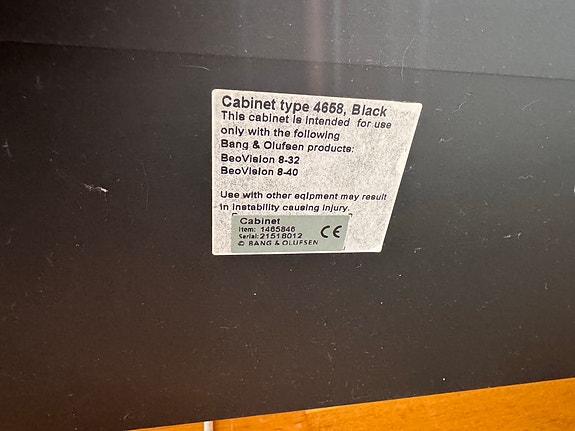 Cabinet type 4658, Black
This cabinet is intended for use
only with the following
Bang & Olufsen products:
BeoVision 8-32
BeoVision 8-40
Use with other eqipment may result
in instability causing injury.
Cabinet
Item: 1465846
Serial: 21518012
© BANG & OLUFSEN
CE